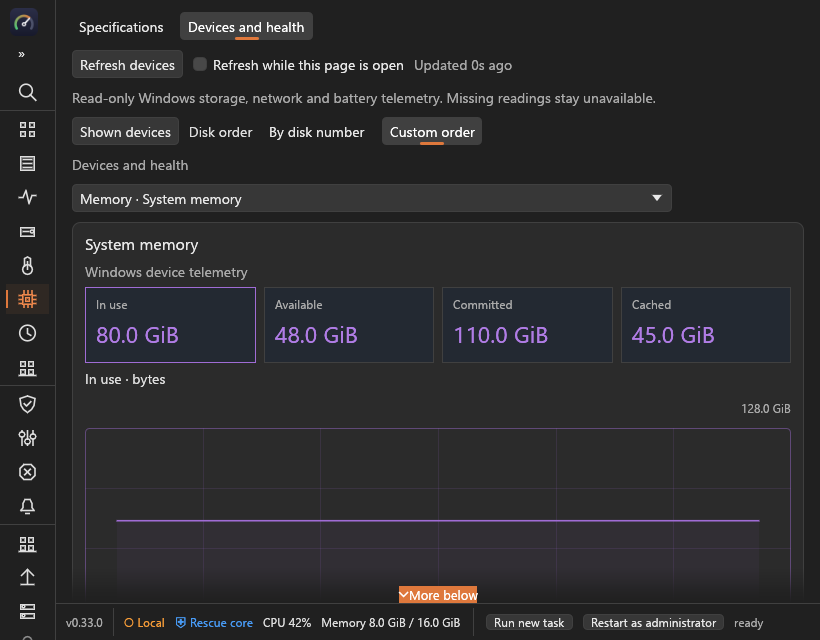 Specifications Devices and health
»
Refresh devices Refresh while this page is open Updated 0s ago
Read-only Windows storage, network and battery telemetry. Missing readings stay unavailable.
Shown devices Disk order By disk number Custom order
Devices and health
Memory · System memory
System memory
Windows device telemetry
In use Available Committed Cached
80.0 GiB 48.0 GiB 110.0 GiB 45.0 GiB
In use · bytes
128.0 GiB
More below
v0.33.0 Local Rescue core CPU 42% Memory 8.0 GiB / 16.0 GiB Run new task Restart as administrator ready